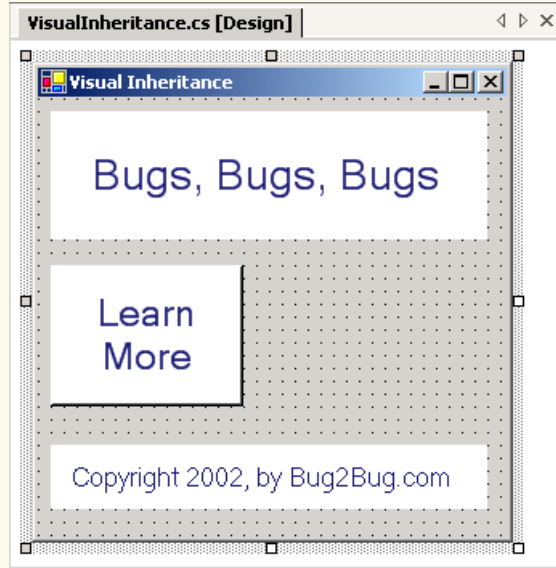 VisualInheritance.cs [Design]
Visual Inheritance
Bugs, Bugs, Bugs
Learn
More
Copyright 2002, by Bug2Bug.com